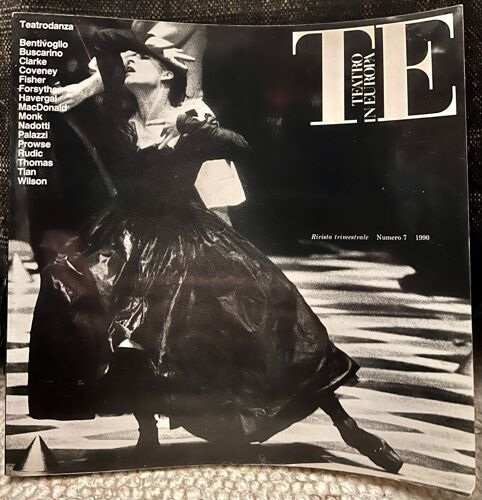 Teatrodanza
Bentivoglio
Buscarino
Clarke
Coveney
Fisher
Forsythe
Havergal
MacDonald
Monk
Nadotti
Palazzi
Prowse
Rudic
Thomas
Tian
Wilson
TE
TEATRO
IN EUROPA
Rivista trimestrale Numero 7 1990